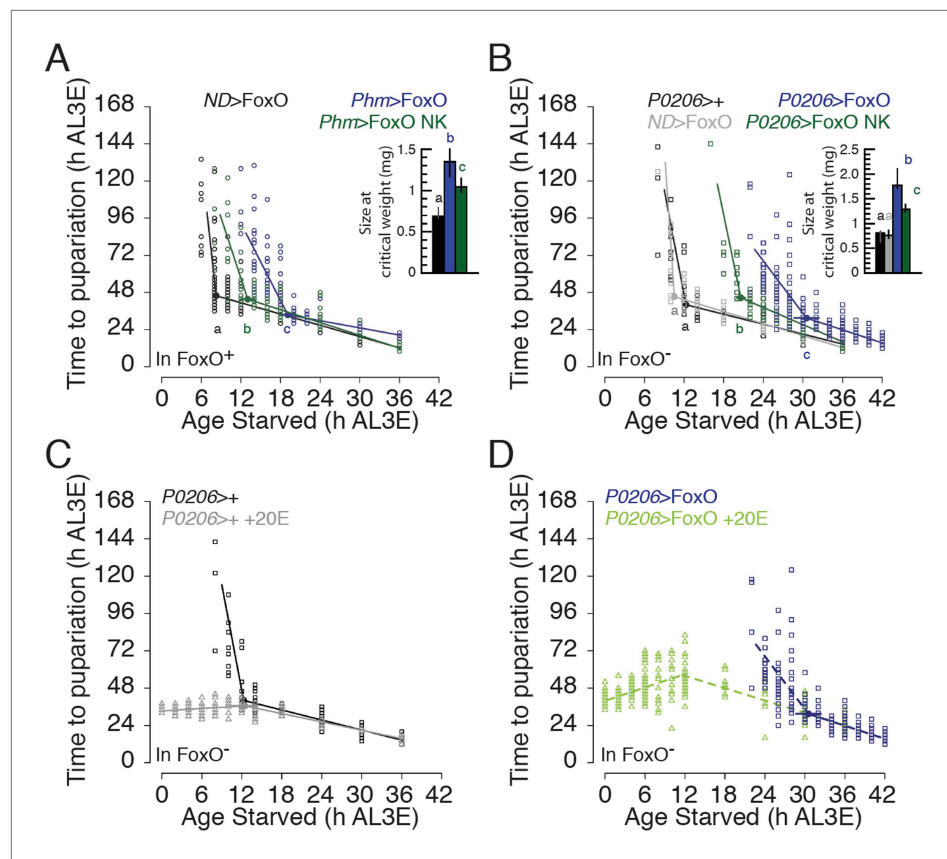 A
ND>FoxO
Phm>FoxO
Phm>FoxO NK
Time to pupariation (h AL3E)
168
144
120
96
72
48
24
0
Size at
critical weight (mg)
1.5
1
0.5
0
a
b
c
a
b
c
In FoxO+
0 6 12 18 24 30 36 42
Age Starved (h AL3E)
B
P0206>+
ND>FoxO
P0206>FoxO
P0206>FoxO NK
Time to pupariation (h AL3E)
168
144
120
96
72
48
24
0
Size at
critical weight (mg)
2.5
2.0
1.5
1
0.5
0
a
a
b
c
a
a
b
c
In FoxO-
0 6 12 18 24 30 36 42
Age Starved (h AL3E)
C
P0206>+
P0206>+ +20E
Time to pupariation (h AL3E)
168
144
120
96
72
48
24
0
In FoxO-
0 6 12 18 24 30 36 42
Age Starved (h AL3E)
D
P0206>FoxO
P0206>FoxO +20E
Time to pupariation (h AL3E)
168
144
120
96
72
48
24
0
In FoxO-
0 6 12 18 24 30 36 42
Age Starved (h AL3E)